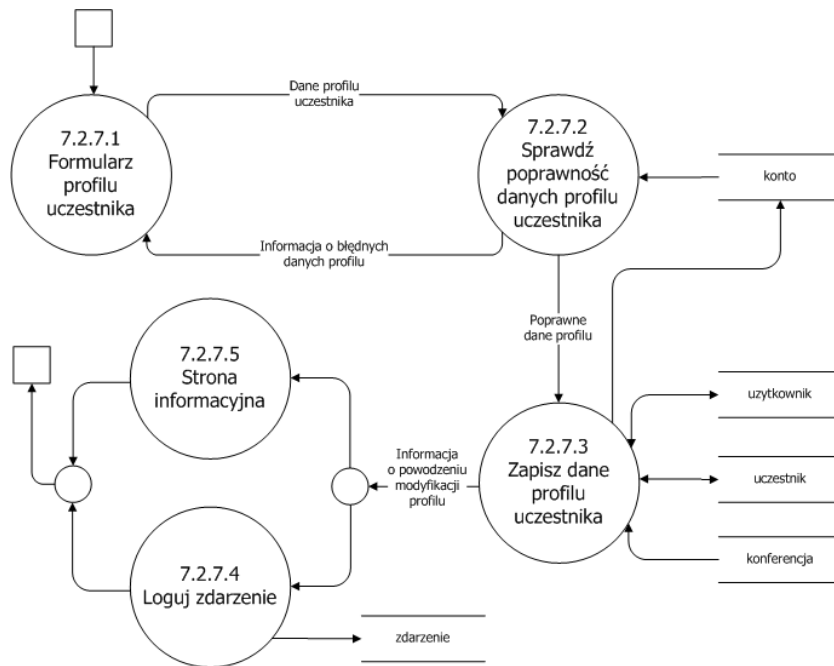 Dane profilu
uczestnika
7.2.7.1
Formularz
profilu
uczestnika
7.2.7.2
Sprawdź
poprawność
danych profilu
uczestnika
konto
Informacja o błędnych
danych profilu
Poprawne
dane profilu
7.2.7.5
Strona
informacyjna
uzytkownik
Informacja
o powodzeniu
modyfikacji
profilu
7.2.7.3
Zapisz dane
profilu
uczestnika
uczestnik
konferencja
7.2.7.4
Loguj zdarzenie
zdarzenie